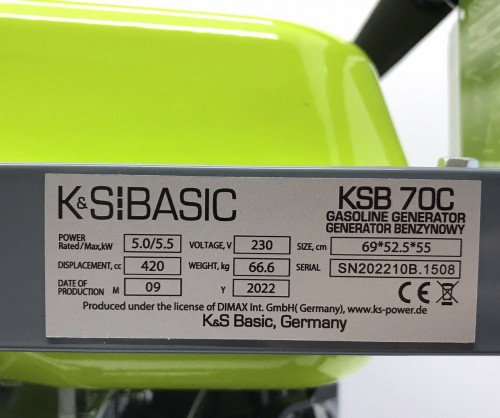 K&S BASIC KSB 70C
GASOLINE GENERATOR
GENERATOR BENZYNOWY
POWER Rated/Max,kW 5.0/5.5 VOLTAGE, V 230 SIZE, cm 69*52.5*55
DISPLACEMENT, cc 420 WEIGHT, kg 66.6 SERIAL SN202210B.1508
DATE OF PRODUCTION M 09 Y 2022 CE
Produced under the license of DIMAX Int. GmbH( Germany), www.ks-power.de
K&S Basic, Germany